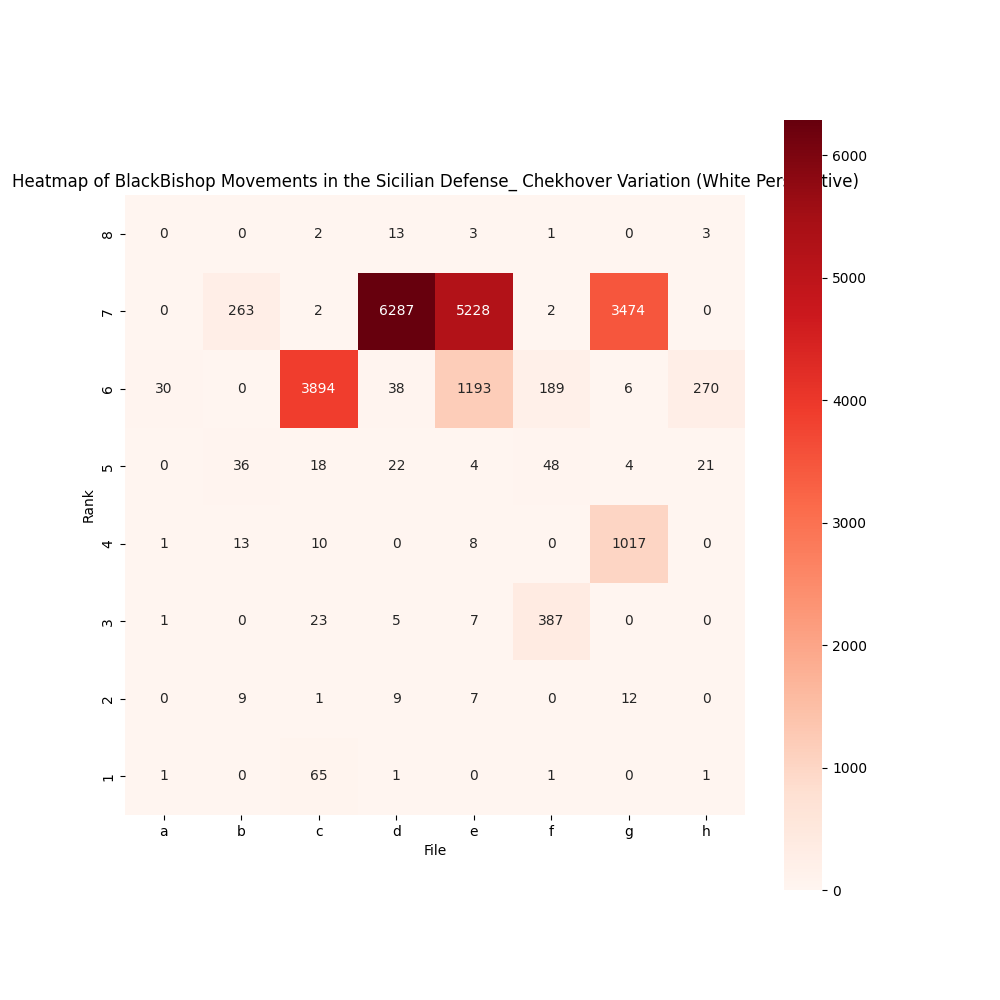 Heatmap of BlackBishop Movements in the Sicilian Defense_ Chekhover Variation (White Per tive)
6000
8 0 0 2 13 3 1 0 3
7 0 263 2 6287 5228 2 3474 0
5000
6 30 0 3894 38 1193 189 6 270
4000
5 0 36 18 22 4 48 4 21
Rank
3000
4 1 13 10 0 8 0 1017 0
3 1 0 23 5 7 387 0 0
2000
2 0 9 1 9 7 0 12 0
1000
1 1 0 65 1 0 1 0 1
a b c d e f g h
File
0